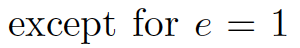 except for e = 1